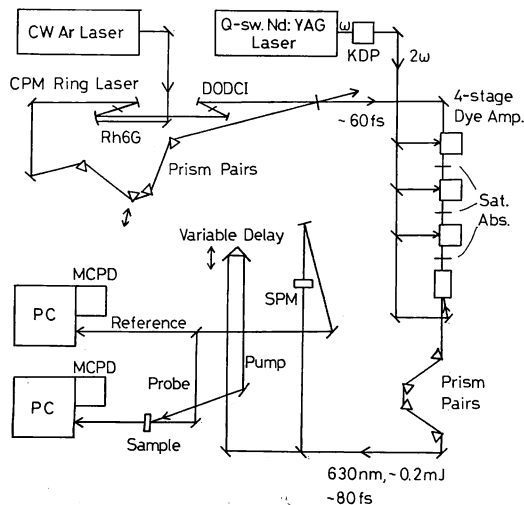 CW Ar Laser
Q-sw. Nd: YAG
Laser
ω
KDP
2ω
CPM Ring Laser
DODCI
Rh6G
~60fs
4-stage
Dye Amp.
Prism Pairs
Sat.
Abs.
Variable Delay
MCPD
PC
Reference
SPM
MCPD
PC
Probe
Pump
Sample
Prism
Pairs
630nm, ~0.2mJ
~80fs